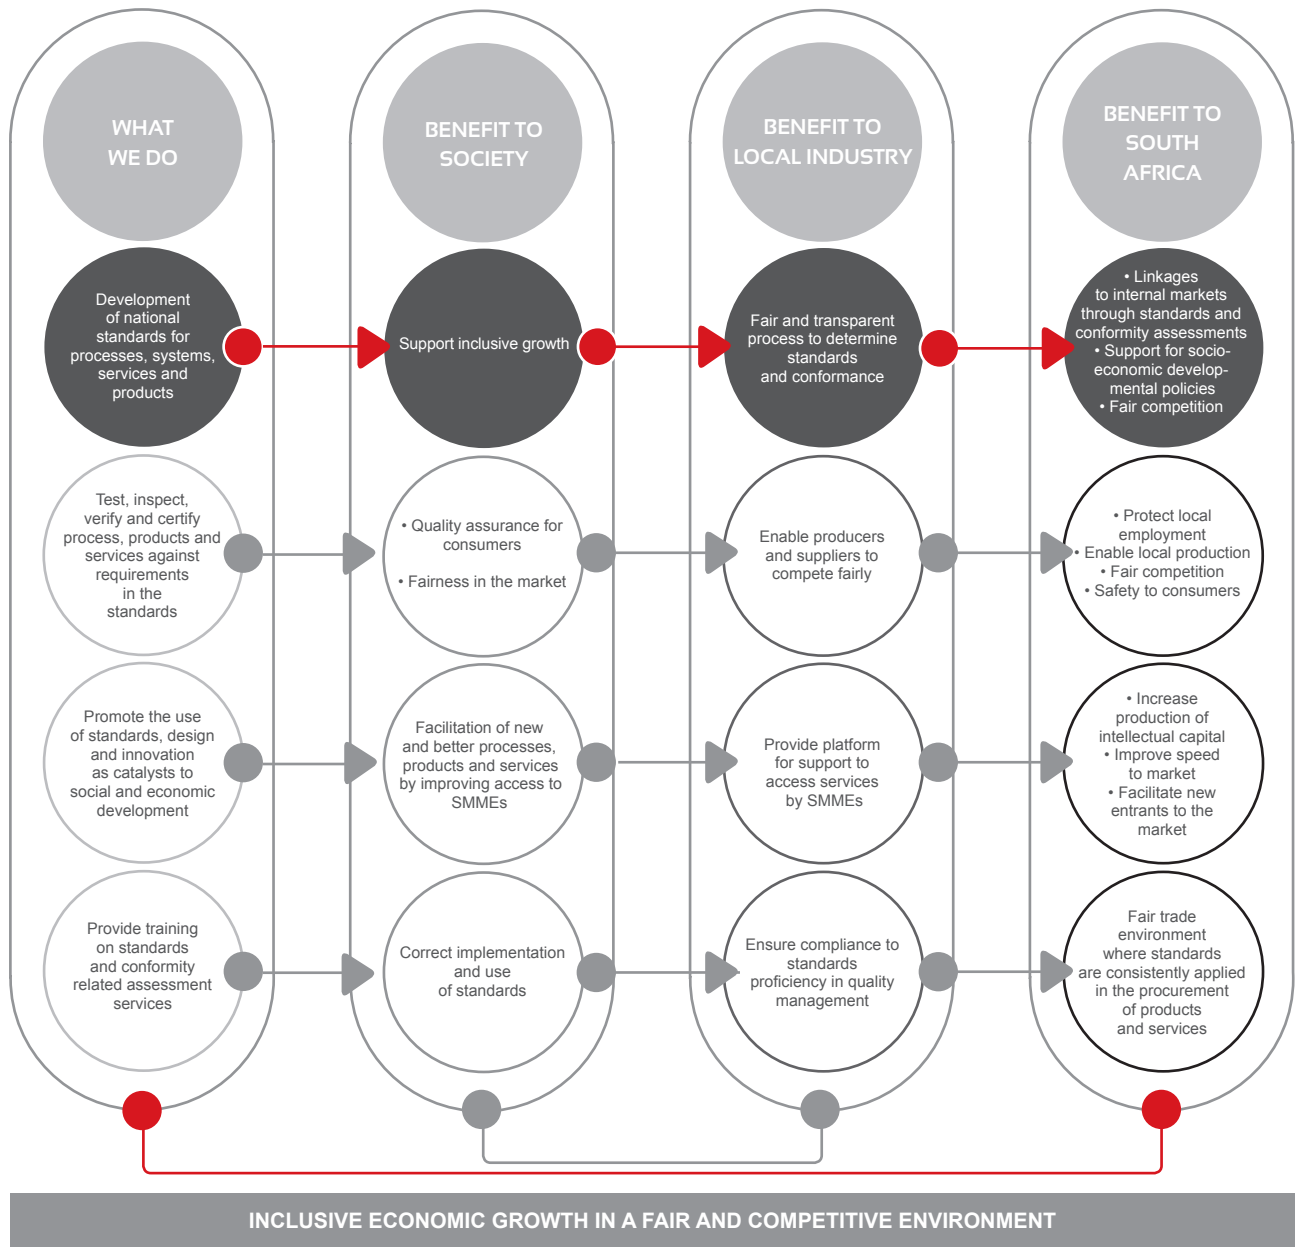 WHAT
WE DO
BENEFIT TO
SOCIETY
BENEFIT TO
LOCAL INDUSTRY
BENEFIT TO
SOUTH
AFRICA
Development
of national
standards for
processes, systems,
services and
products
Support inclusive growth
Fair and transparent
process to determine
standards
and conformance
• Linkages
to internal markets
through standards and
conformity assessments
• Support for socio-
economic develop-
mental policies
• Fair competition
Test, inspect,
verify and certify
process, products and
services against
requirements
in the
standards
• Quality assurance for
consumers
• Fairness in the market
Enable producers
and suppliers to
compete fairly
• Protect local
employment
• Enable local production
• Fair competition
• Safety to consumers
Promote the use
of standards, design
and innovation
as catalysts to
social and economic
development
Facilitation of new
and better processes,
products and services
by improving access to
SMMEs
Provide platform
for support to
access services
by SMMEs
• Increase
production of
intellectual capital
• Improve speed
to market
• Facilitate new
entrants to the
market
Provide training
on standards
and conformity
related assessment
services
Correct implementation
and use
of standards
Ensure compliance to
standards
proficiency in quality
management
Fair trade
environment
where standards
are consistently applied
in the procurement
of products
and services
INCLUSIVE ECONOMIC GROWTH IN A FAIR AND COMPETITIVE ENVIRONMENT